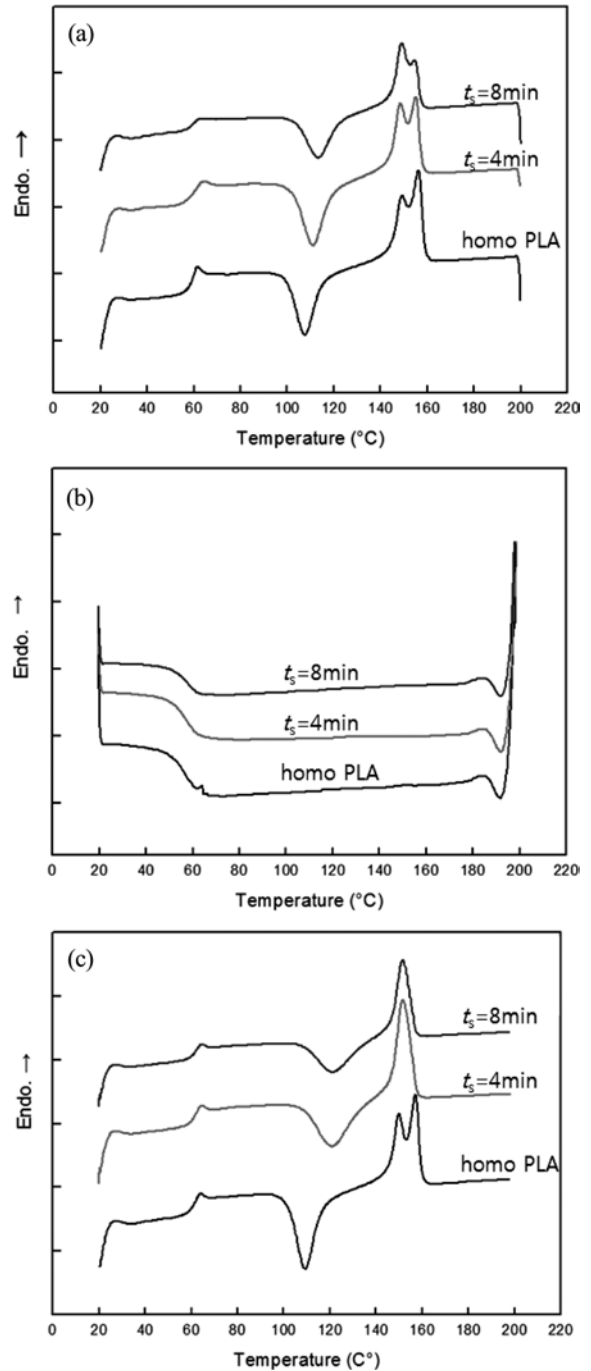 (a)
Endo. →
tₛ=8min
tₛ=4min
homo PLA
0 20 40 60 80 100 120 140 160 180 200 220
Temperature (°C)
(b)
Endo. →
tₛ=8min
tₛ=4min
homo PLA
0 20 40 60 80 100 120 140 160 180 200 220
Temperature (°C)
(c)
Endo. →
tₛ=8min
tₛ=4min
homo PLA
0 20 40 60 80 100 120 140 160 180 200 220
Temperature (C°)